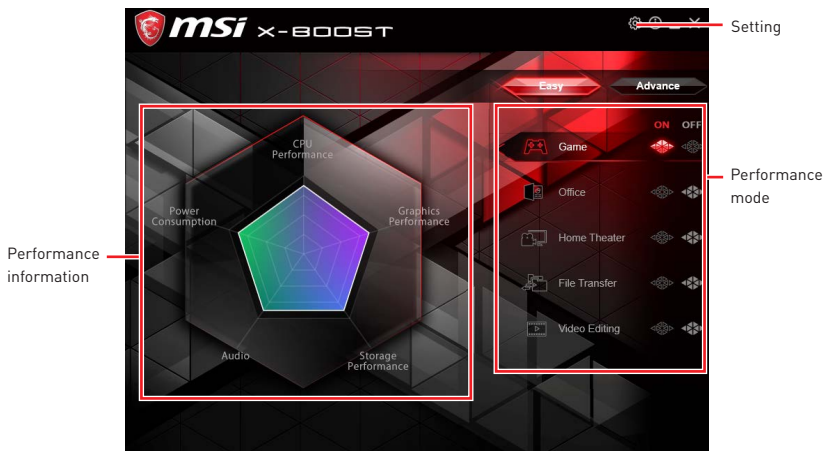 msi X-BOOST
Setting
Easy
Advance
ON OFF
Game
Office
Home Theater
File Transfer
Video Editing
Performance
mode
CPU
Performance
Power
Consumption
Graphics
Performance
Audio
Storage
Performance
Performance
information